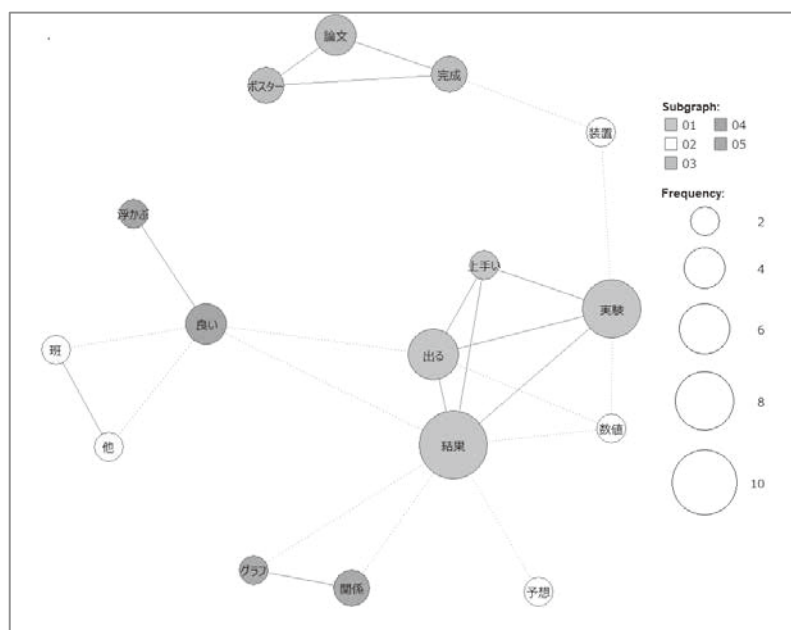 論文
ポスター
完成
装置
Subgraph:
01 04
02 05
03
Frequency:
2
4
6
8
10
浮かぶ
上手い
実験
良い
出る
班
他
数値
結果
グラフ
関係
予想